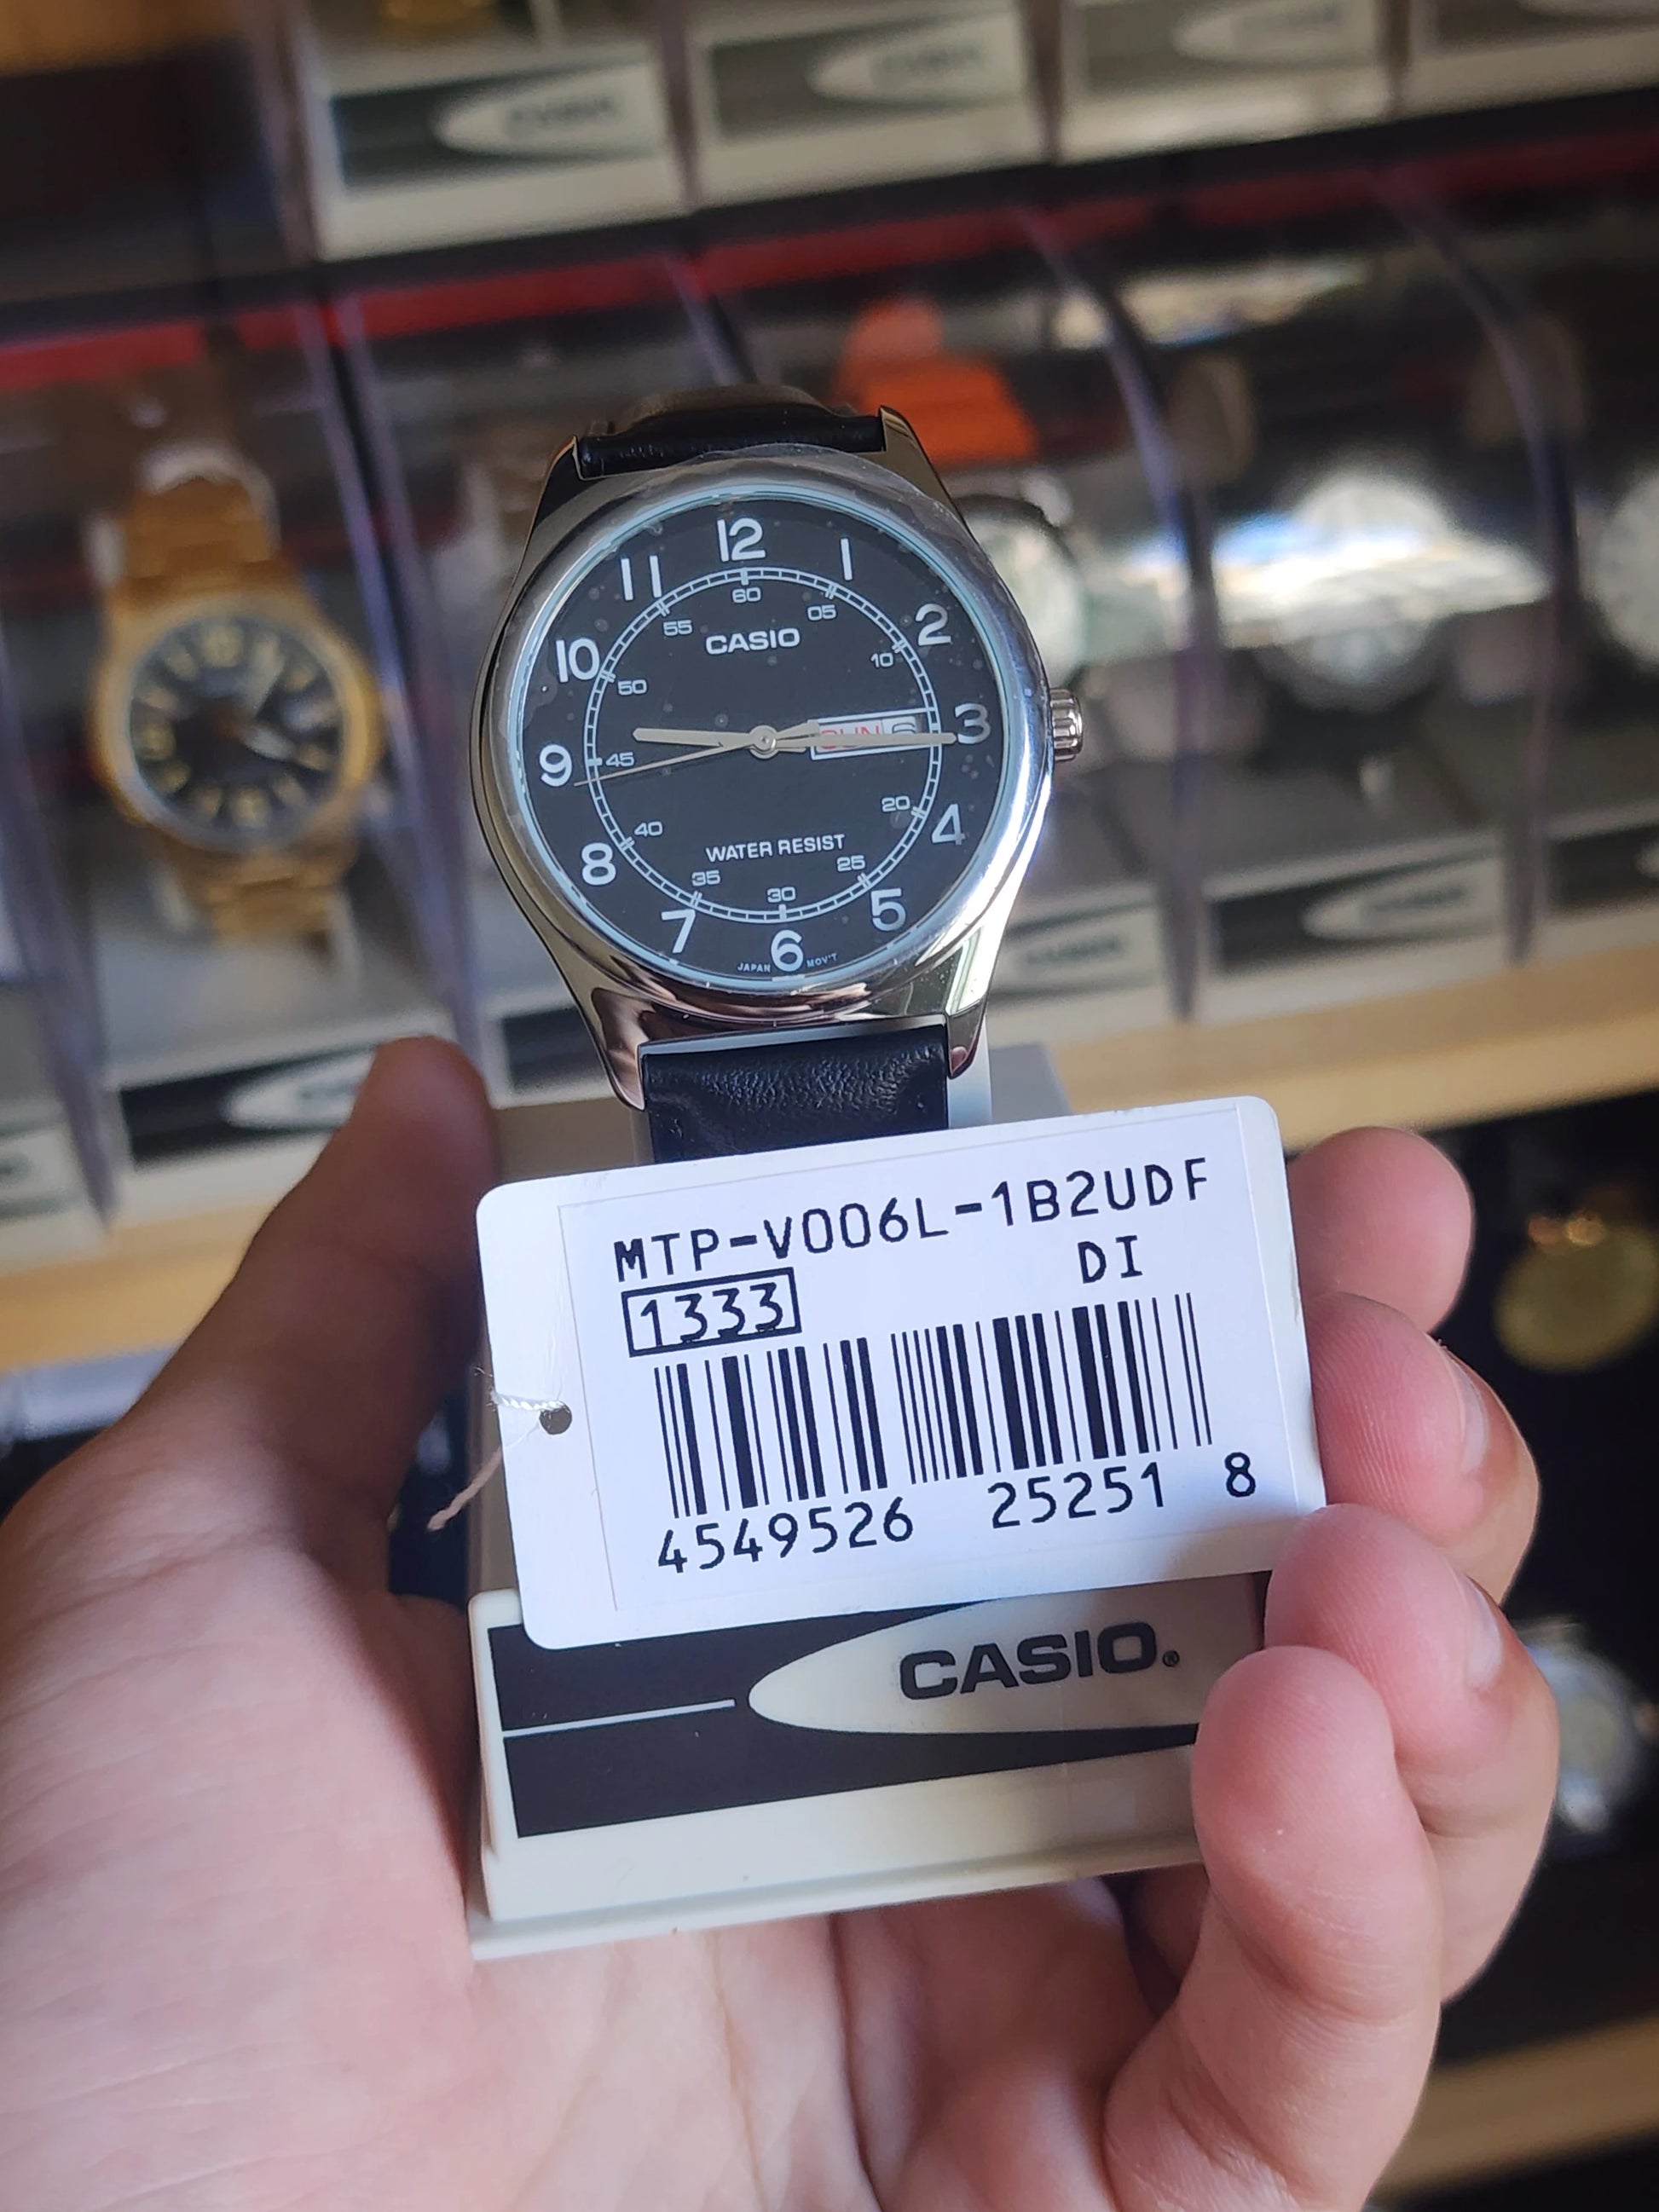 12
11 1
60
55 05
CASIO
10 2
50 10
9 45 SUN 3
40 20
8 4
WATER RESIST
35 25
30
7 5
6
JAPAN MOV'T
MTP-V006L-1B2UDF
DI
1333
4549526 25251 8
CASIO®